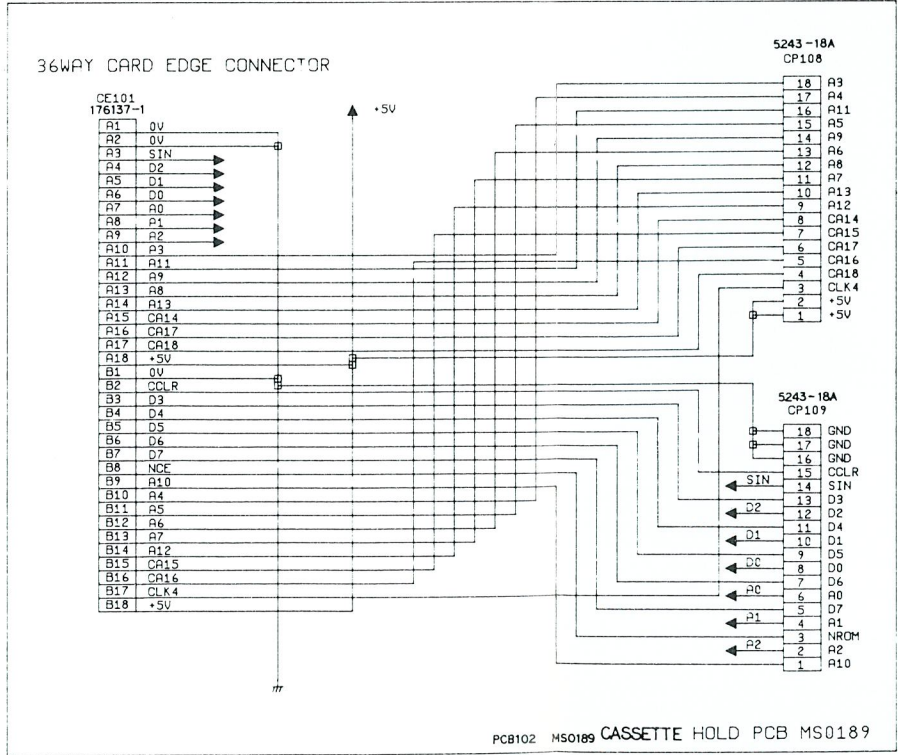 36WAY CARD EDGE CONNECTOR
CE101
176137-1
A1 0V
A2 0V
A3 SIN
A4 D2
A5 D1
A6 D0
A7 A0
A8 A1
A9 A2
A10 A3
A11 A11
A12 A9
A13 A8
A14 A13
A15 CA14
A16 CA17
A17 CA18
A18 +5V
B1 0V
B2 CCLR
B3 D3
B4 D4
B5 D5
B6 D6
B7 D7
B8 NCE
B9 A10
B10 A4
B11 A5
B12 A6
B13 A7
B14 A12
B15 CA15
B16 CA16
B17 CLK4
B18 +5V
+5V
5243-18A
CP108
18 A3
17 A4
16 A11
15 A5
14 A9
13 A6
12 A8
11 A7
10 A13
9 A12
8 CA14
7 CA15
6 CA17
5 CA16
4 CA18
3 CLK4
2 +5V
1 +5V
5243-18A
CP109
18 GND
17 GND
16 GND
15 CCLR
SIN 14 SIN
13 D3
D2 12 D2
11 D4
D1 10 D1
9 D5
D0 8 D0
7 D6
A0 6 A0
5 D7
A1 4 A1
3 NROM
A2 2 A2
1 A10
PCB102 MS0189 CASSETTE HOLD PCB MS0189